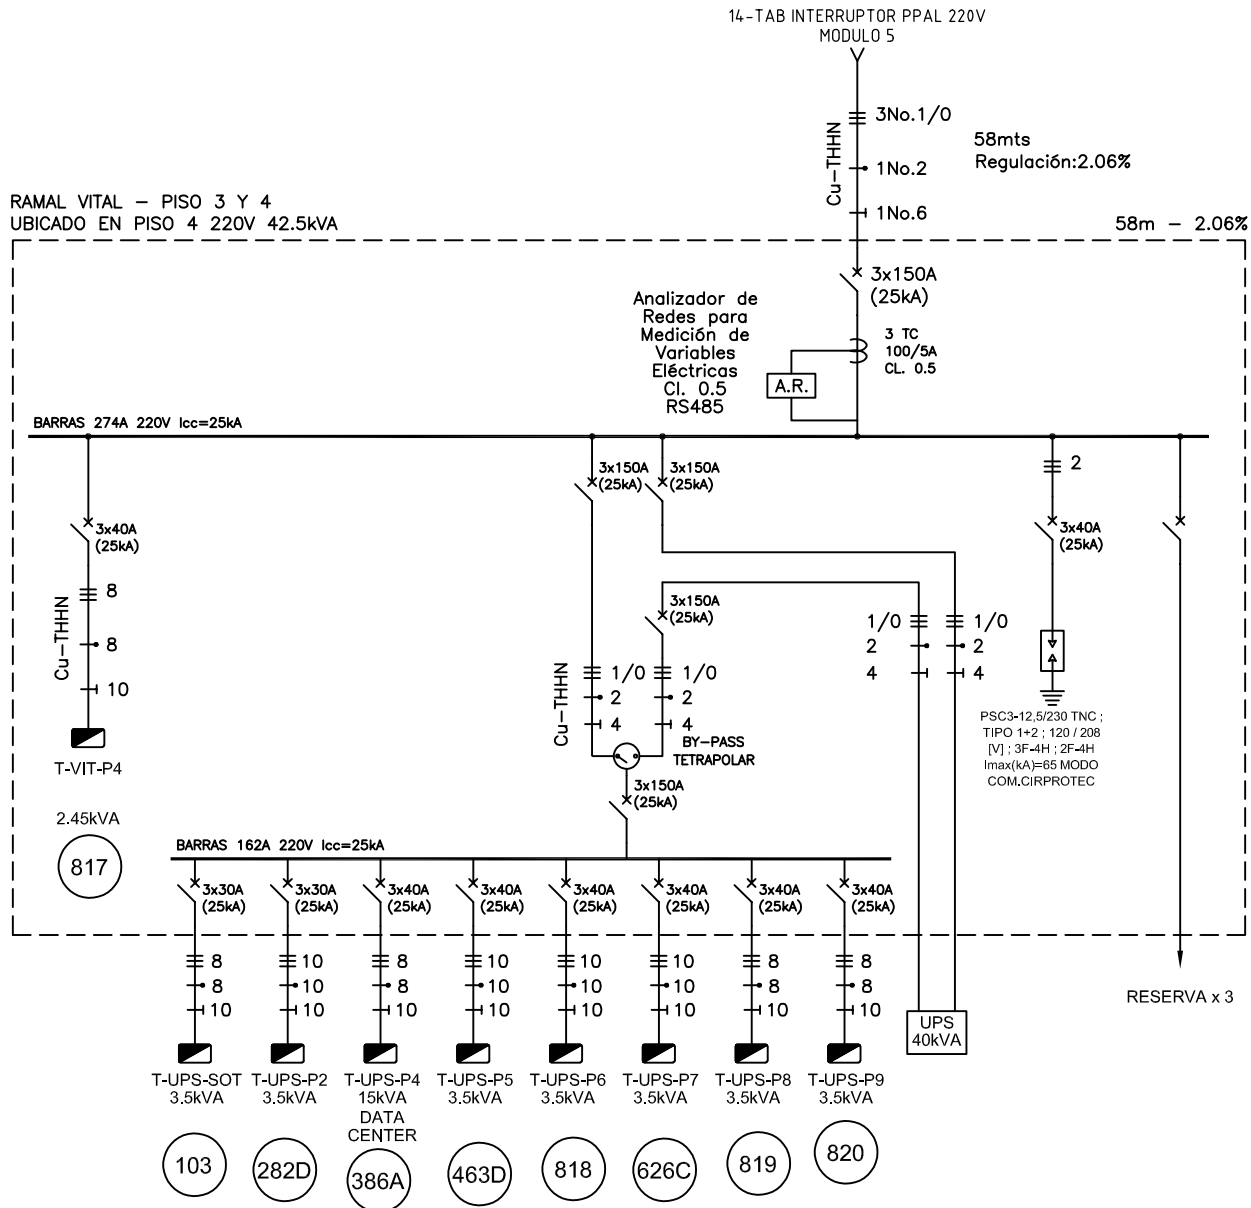 14-TAB INTERRUPTOR PPAL 220V
MODULO 5
3No.1/0
1No.2
1No.6
Cu-THHN
58mts
Regulación:2.06%
RAMAL VITAL - PISO 3 Y 4
UBICADO EN PISO 4 220V 42.5kVA
58m - 2.06%
3x150A
(25kA)
Analizador de
Redes para
Medición de
Variables
Eléctricas
Cl. 0.5
RS485
A.R.
3 TC
100/5A
CL. 0.5
BARRAS 274A 220V Icc=25kA
3x40A
(25kA)
Cu-THHN
8
8
10
T-VIT-P4
2.45kVA
817
3x150A
(25kA)
3x150A
(25kA)
3x150A
(25kA)
Cu-THHN
1/0
2
4
1/0
2
4
BY-PASS
TETRAPOLAR
3x150A
(25kA)
1/0
2
4
1/0
2
4
2
3x40A
(25kA)
PSC3-12,5/230 TNC ;
TIPO 1+2 ; 120 / 208
[V] ; 3F-4H ; 2F-4H
Imax(kA)=65 MODO
COM.CIRPROTEC
BARRAS 162A 220V Icc=25kA
3x30A
(25kA)
3x30A
(25kA)
3x40A
(25kA)
3x40A
(25kA)
3x40A
(25kA)
3x40A
(25kA)
3x40A
(25kA)
3x40A
(25kA)
8
8
10
10
10
10
8
8
10
10
10
10
10
10
10
10
10
10
8
8
10
8
8
10
UPS
40kVA
RESERVA x 3
T-UPS-SOT
3.5kVA
103
T-UPS-P2
3.5kVA
282D
T-UPS-P4
15kVA
DATA
CENTER
386A
T-UPS-P5
3.5kVA
463D
T-UPS-P6
3.5kVA
818
T-UPS-P7
3.5kVA
626C
T-UPS-P8
3.5kVA
819
T-UPS-P9
3.5kVA
820